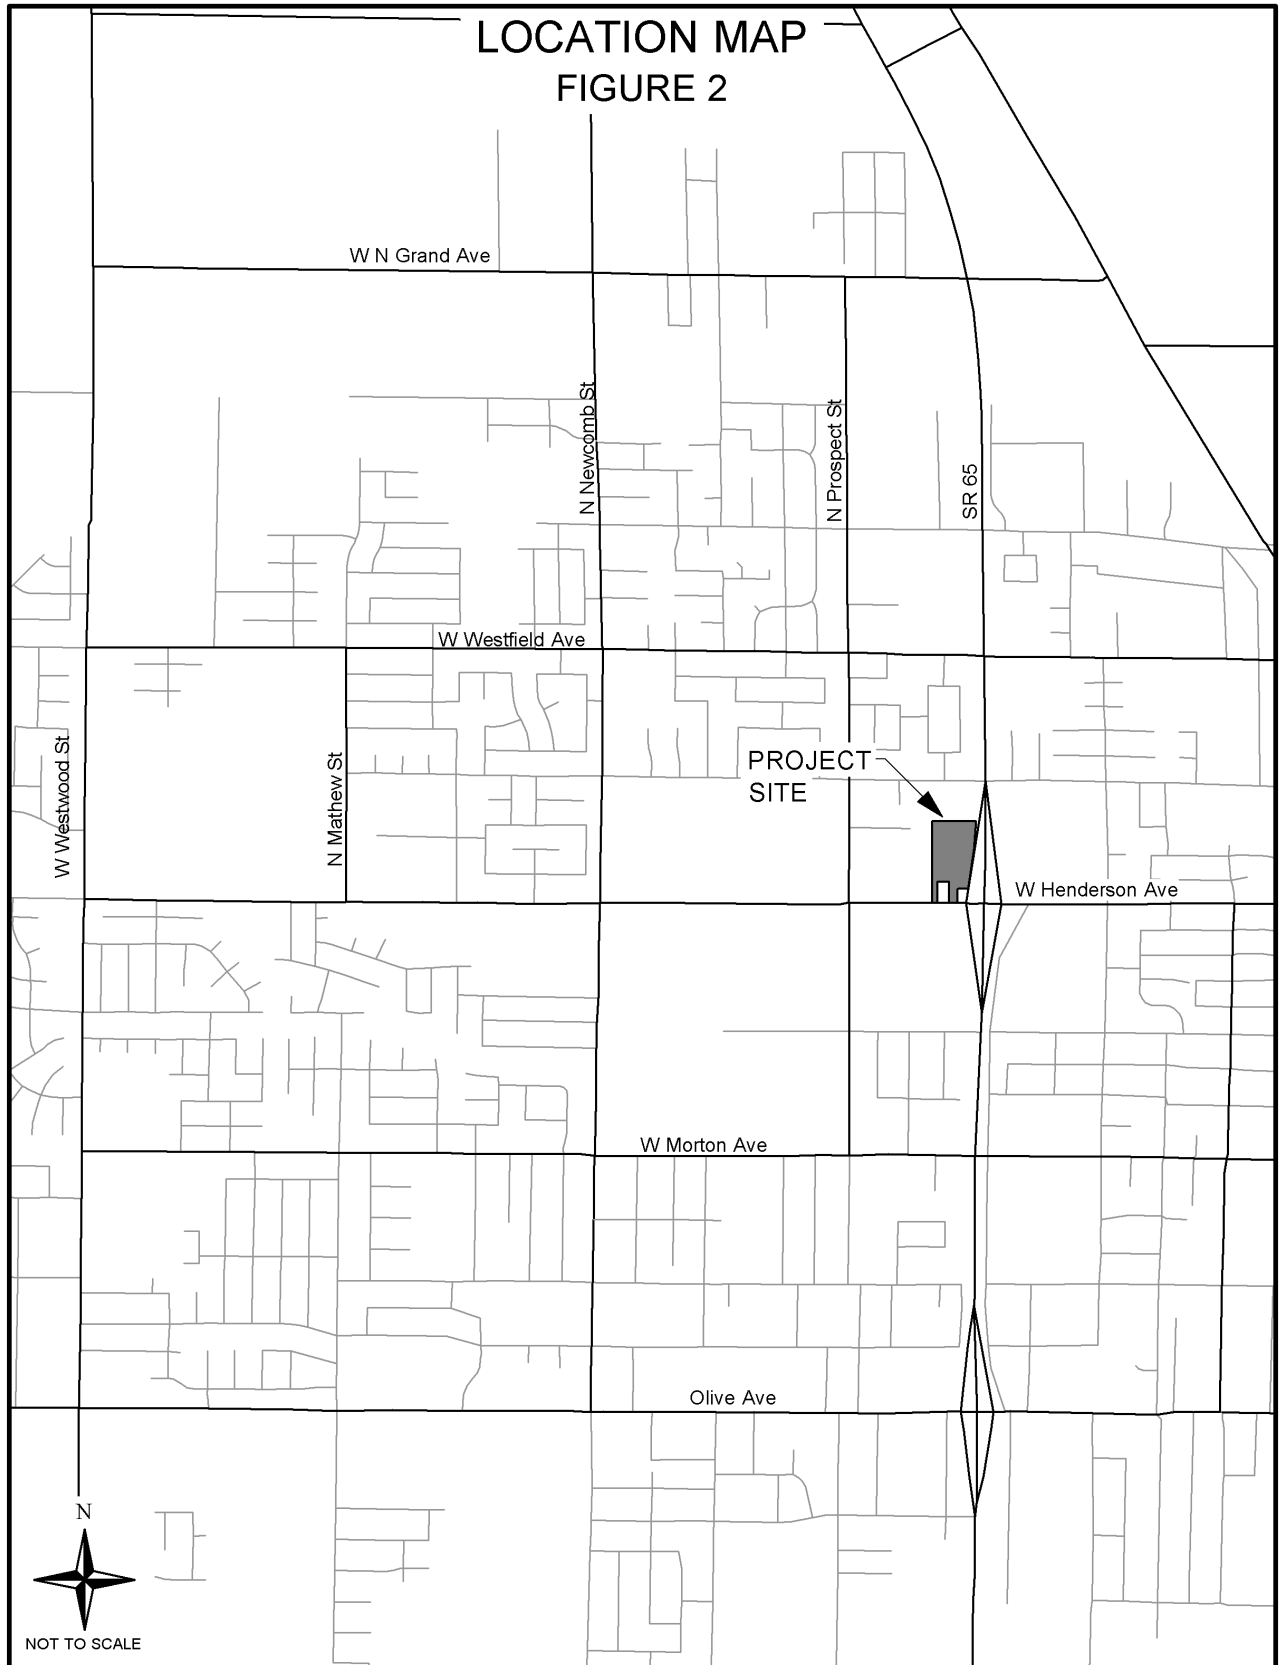 LOCATION MAP
FIGURE 2
W N Grand Ave
N Newcomb St
N Prospect St
SR 65
W Westfield Ave
W Westwood St
N Mathew St
PROJECT
SITE
W Henderson Ave
W Morton Ave
Olive Ave
N
NOT TO SCALE